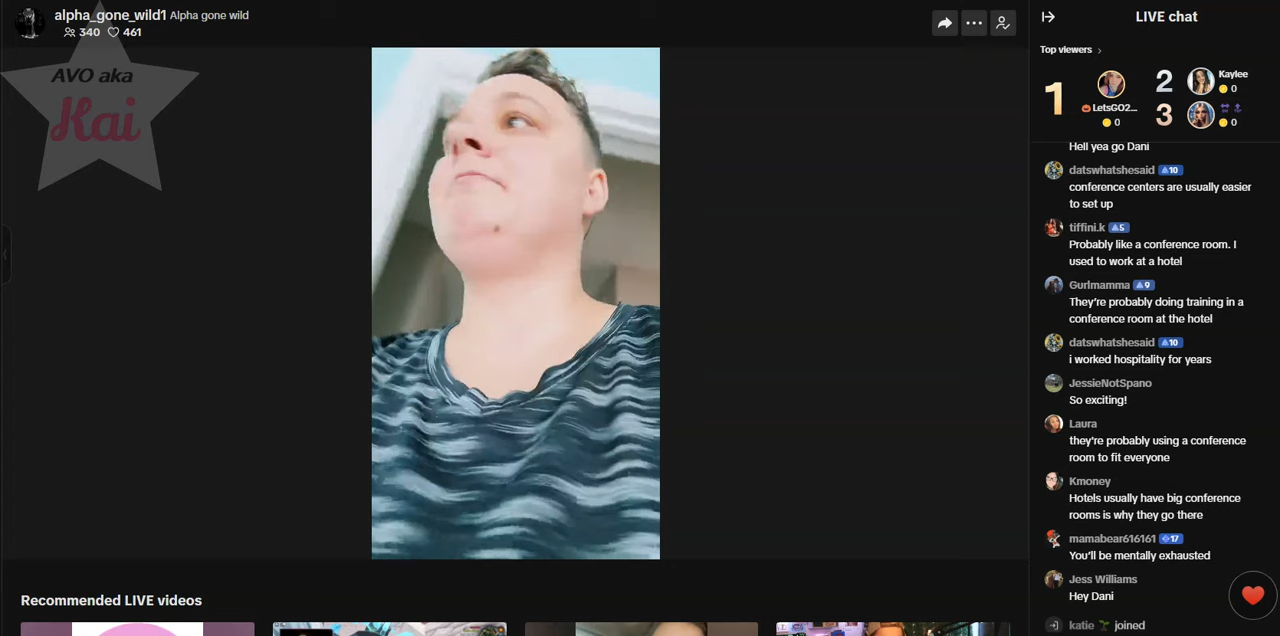 alpha_gone_wild1 Alpha gone wild
340 461
AVO aka
Kai
LIVE chat
Top viewers
1 LetsGO2... 0
2 Kaylee 0
3 0
Hell yea go Dani
datswhatshesaid 10
conference centers are usually easier
to set up
tiffini.k 5
Probably like a conference room. I
used to work at a hotel
Gurlmamma 9
They're probably doing training in a
conference room at the hotel
datswhatshesaid 10
i worked hospitality for years
JessieNotSpano
So exciting!
Laura
they're probably using a conference
room to fit everyone
Kmoney
Hotels usually have big conference
rooms is why they go there
mamabear616161 17
You'll be mentally exhausted
Jess Williams
Hey Dani
katie joined
Recommended LIVE videos